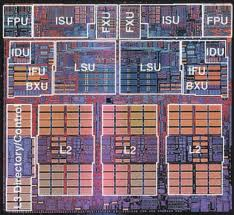 FPU ISU FXU FXU ISU FPU
IDU LSU LSU IDU
IFU IFU
BXU BXU
L2 L2 L2
L3 Directory/Control